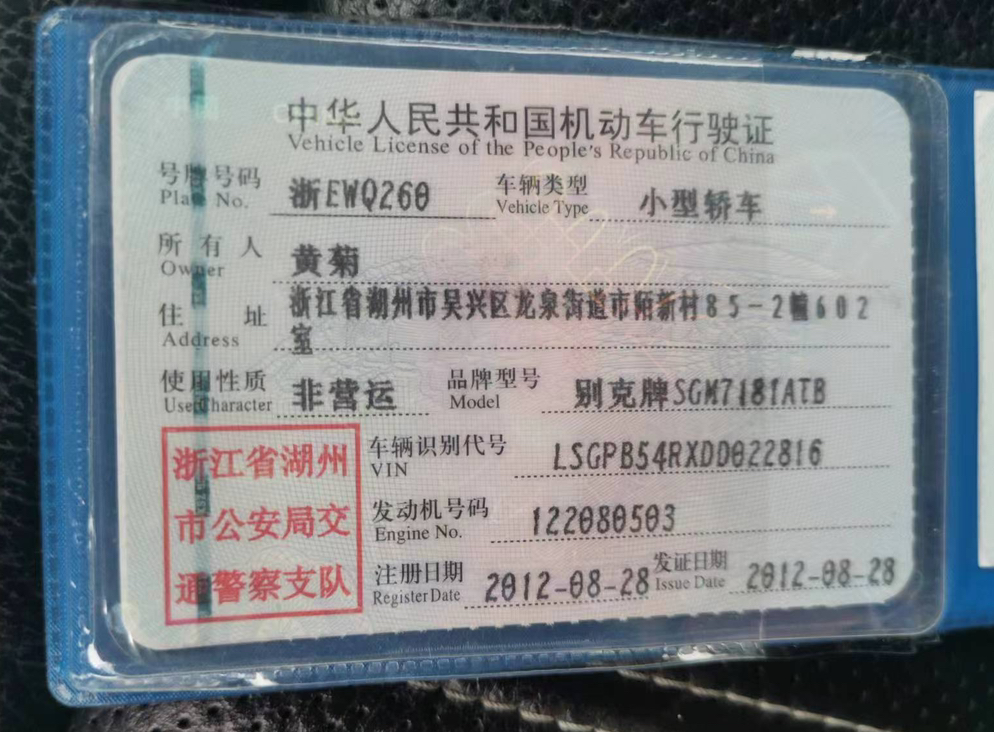 中华人民共和国机动车行驶证
Vehicle License of the People's Republic of China
号牌号码 浙EWQ260 车辆类型 小型轿车
Plate No. Vehicle Type
所有人 黄菊
Owner
住址 浙江省湖州市吴兴区龙泉街道市陌新村85-2幢602
Address 室
使用性质 非营运 品牌型号 别克牌SGM7181ATB
Use Character Model
浙江省湖州
市公安局交
通警察支队
车辆识别代号 LSGPB54RXDD022816
VIN
发动机号码 122080503
Engine No.
注册日期 2012-08-28 发证日期 2012-08-28
Register Date Issue Date